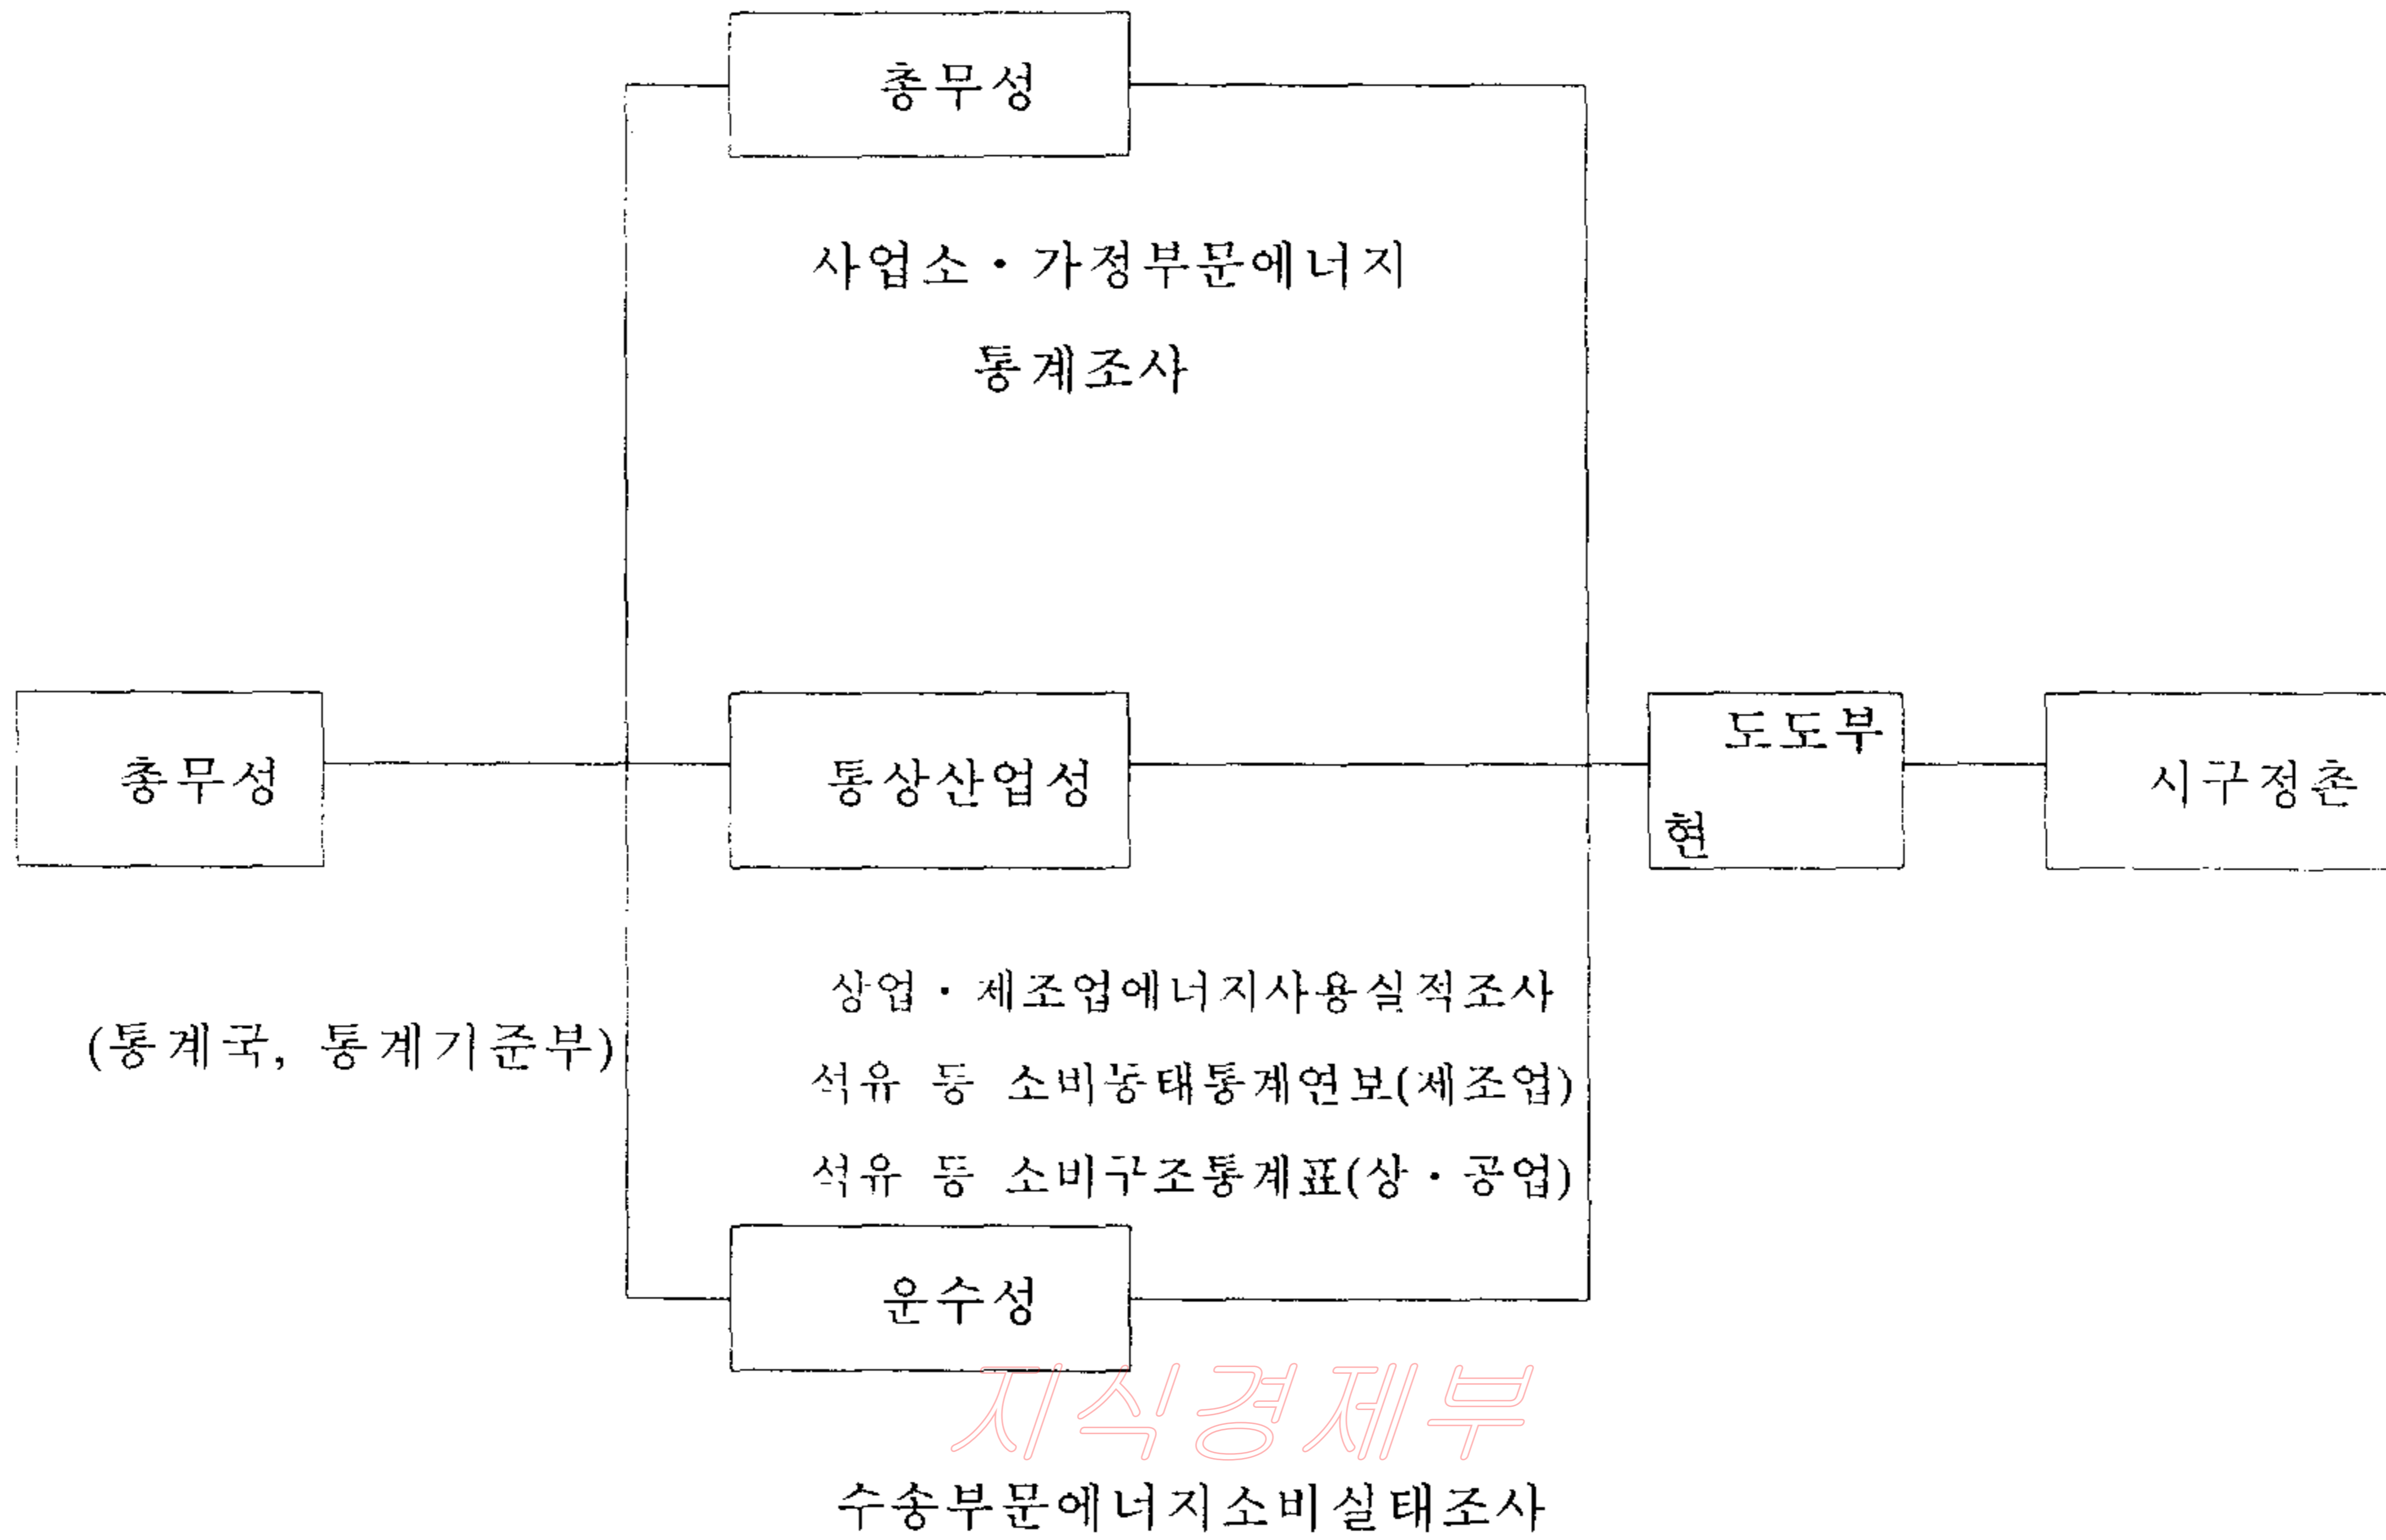 총무성
사업소・가정부문에너지
통계조사
총무성
통상산업성
도도부
현
시구정촌
(통계국, 통계기준부)
상업・제조업에너지사용실적조사
석유 등 소비동태통계연보(제조업)
석유 등 소비구조통계표(상・공업)
운수성
지식경제부
수송부문에너지소비실태조사